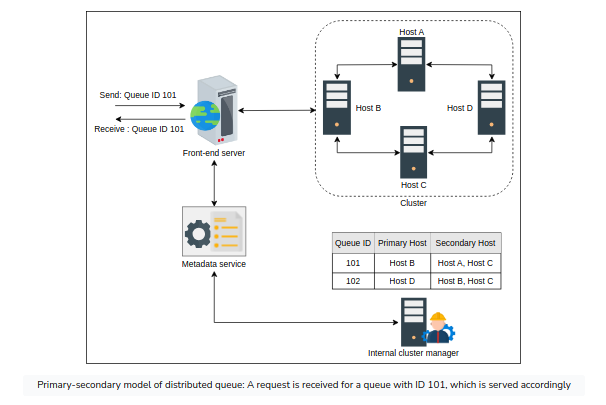 Host A
Send: Queue ID 101
Host B
Host D
Receive : Queue ID 101
Front-end server
Host C
Cluster
Queue ID Primary Host Secondary Host
101 Host B Host A, Host C
102 Host D Host B, Host C
Metadata service
Internal cluster manager
Primary-secondary model of distributed queue: A request is received for a queue with ID 101, which is served accordingly